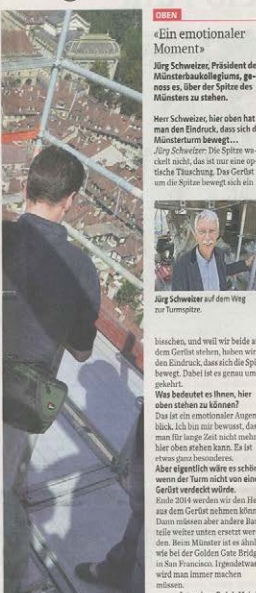 OBEN
«Ein emotionaler
Moment»
Jürg Schweizer, Präsident de
Münsterbaukollegiums, ge-
noss es, über der Spitze des
Münsters zu stehen.
Herr Schweizer, hier oben hat
man den Eindruck, dass sich d
Münsterturm bewegt…
Jürg Schweizer: Die Spitze wa-
ckelt nicht, das ist nur eine op-
tische Täuschung. Das Gerüst
um die Spitze bewegt sich ein
Jürg Schweizer auf dem Weg
zur Turmspitze.
bisschen, und weil wir beide a
dem Gerüst stehen, haben wir
den Eindruck, dass sich die Spi
bewegt. Dabei ist es genau um
gekehrt.
Was bedeutet es Ihnen, hier
oben stehen zu können?
Das ist ein emotionaler Augen
blick. Ich bin mir bewusst, das
man für lange Zeit nicht mehr
hier oben stehen kann. Es ist
etwas ganz besonderes.
Aber eigentlich wäre es schön
wenn der Turm nicht von eine
Gerüst verdeckt würde.
Ende 2014 werden wir den He
aus dem Gerüst nehmen könn
Dann müssen aber andere Bau
teile weiter unten ersetzt wer
den. Beim Münster ist es ähnl
wie bei der Golden Gate Bridg
in San Francisco. Irgendetwas
wird man immer machen
müssen.